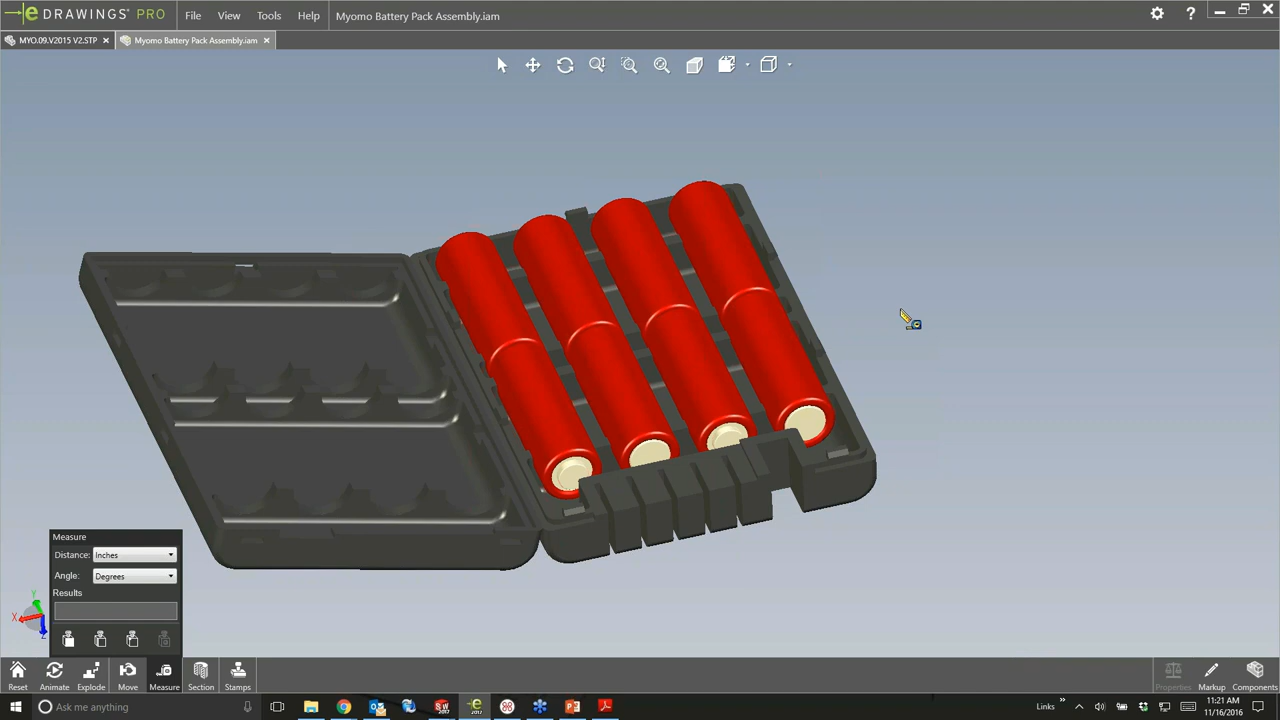 eDRAWINGS® PRO File View Tools Help Myomo Battery Pack Assembly.iam ?
MYO.09.V2015 V2.STP Myomo Battery Pack Assembly.iam
Measure
Distance: Inches
Angle: Degrees
Results
Y
X
Z
Reset Animate Explode Move Measure Section Stamps Properties Markup Components
Ask me anything Links » 11:21 AM
11/16/2016